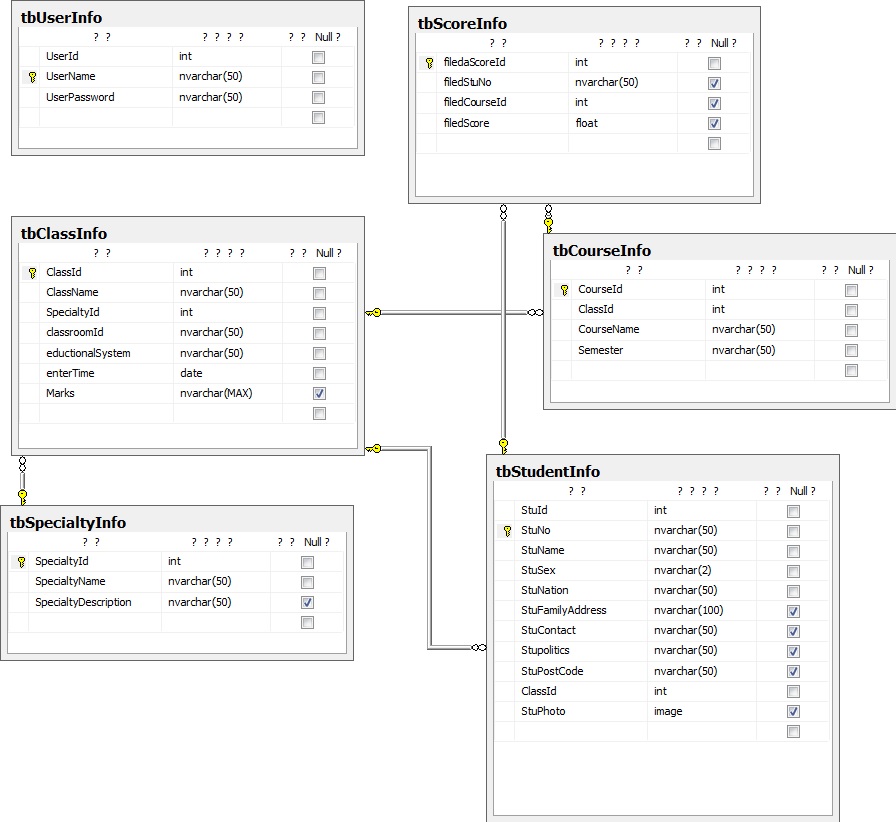 tbUserInfo
? ? ? ? ? ? ? ? Null ?
UserId int
UserName nvarchar(50)
UserPassword nvarchar(50)
tbScoreInfo
? ? ? ? ? ? ? ? Null ?
filedaScoreId int
filedStuNo nvarchar(50)
filedCourseId int
filedScore float
tbClassInfo
? ? ? ? ? ? ? ? Null ?
ClassId int
ClassName nvarchar(50)
SpecialtyId int
classroomId nvarchar(50)
eductionalSystem nvarchar(50)
enterTime date
Marks nvarchar(MAX)
tbCourseInfo
? ? ? ? ? ? ? ? Null ?
CourseId int
ClassId int
CourseName nvarchar(50)
Semester nvarchar(50)
tbSpecialtyInfo
? ? ? ? ? ? ? ? Null ?
SpecialtyId int
SpecialtyName nvarchar(50)
SpecialtyDescription nvarchar(50)
tbStudentInfo
? ? ? ? ? ? ? ? Null ?
StuId int
StuNo nvarchar(50)
StuName nvarchar(50)
StuSex nvarchar(2)
StuNation nvarchar(50)
StuFamilyAddress nvarchar(100)
StuContact nvarchar(50)
Stupolitics nvarchar(50)
StuPostCode nvarchar(50)
ClassId int
StuPhoto image